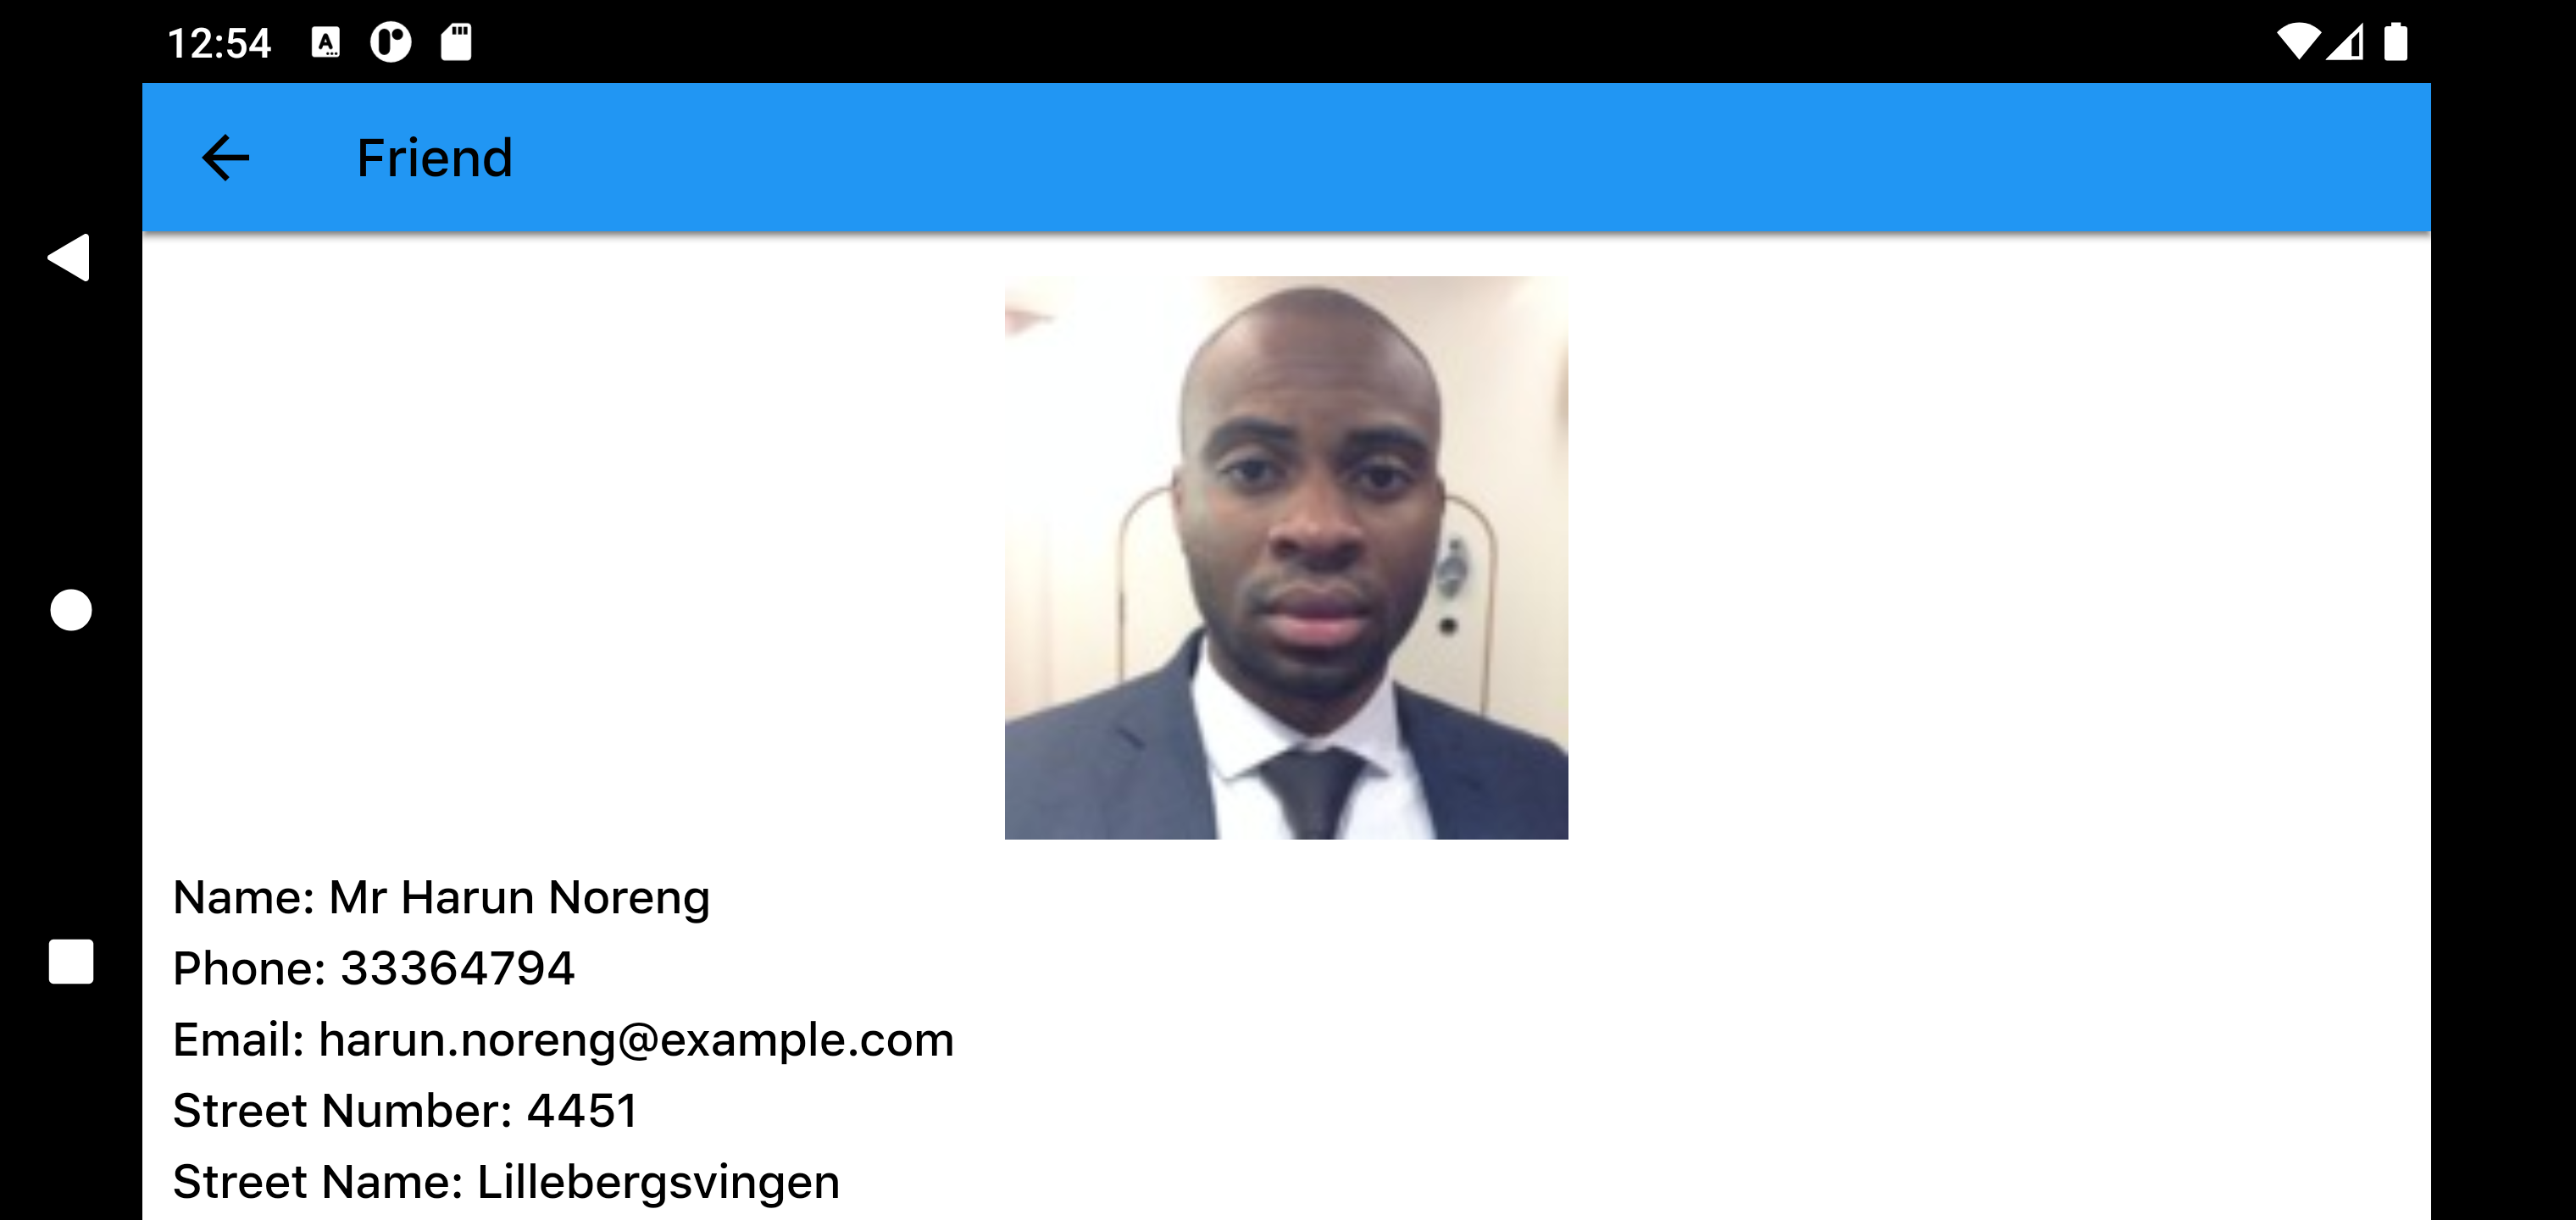 12:54
Friend
Name: Mr Harun Noreng
Phone: 33364794
Email: harun.noreng@example.com
Street Number: 4451
Street Name: Lillebergsvingen